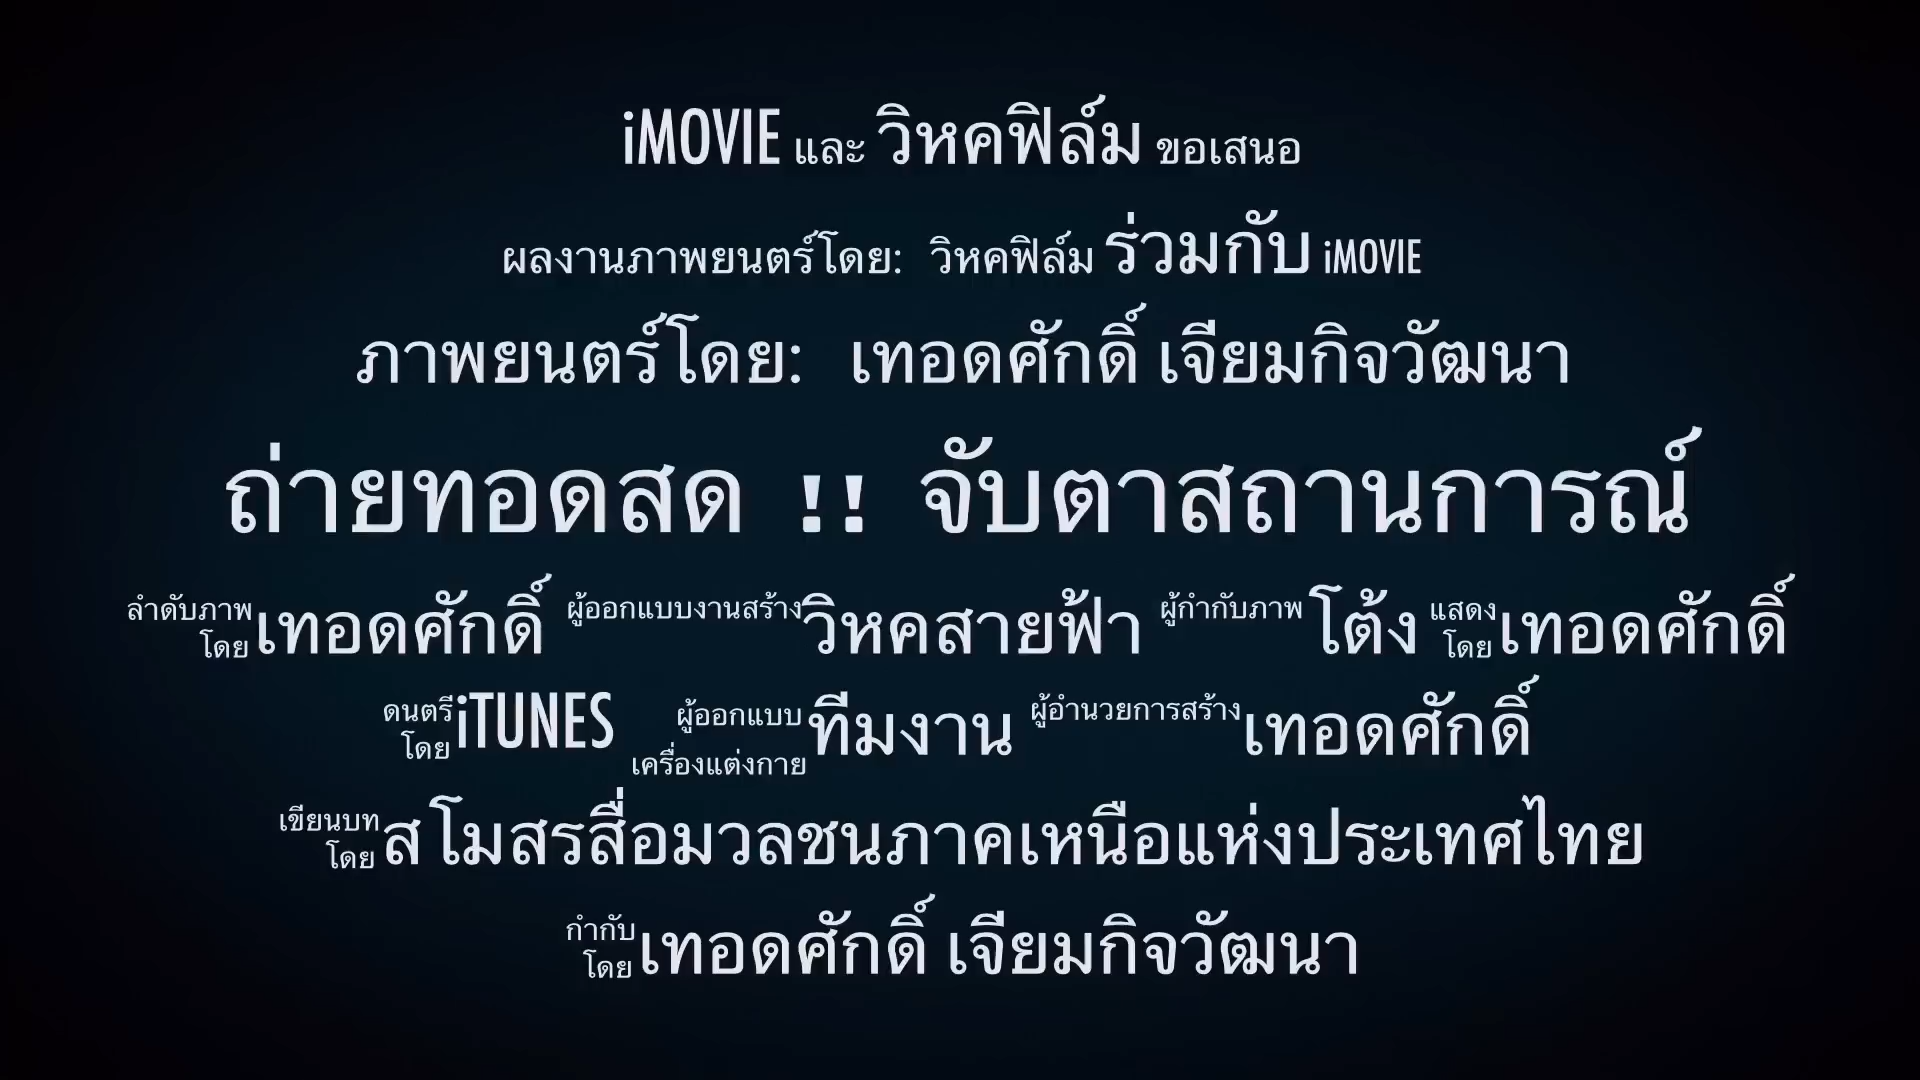 iMOVIE และ วิหคฟิล์ม ขอเสนอ
ผลงานภาพยนตร์โดย: วิหคฟิล์ม ร่วมกับ iMOVIE
ภาพยนตร์โดย: เทอดศักดิ์ เจียมกิจวัฒนา
ถ่ายทอดสด !! จับตาสถานการณ์
ลำดับภาพโดย เทอดศักดิ์ ผู้ออกแบบงานสร้าง วิหคสายฟ้า ผู้กำกับภาพ โต้ง แสดงโดย เทอดศักดิ์
ดนตรีโดย iTUNES ผู้ออกแบบเครื่องแต่งกาย ทีมงาน ผู้อำนวยการสร้าง เทอดศักดิ์
เขียนบทโดย สโมสรสื่อมวลชนภาคเหนือแห่งประเทศไทย
กำกับโดย เทอดศักดิ์ เจียมกิจวัฒนา